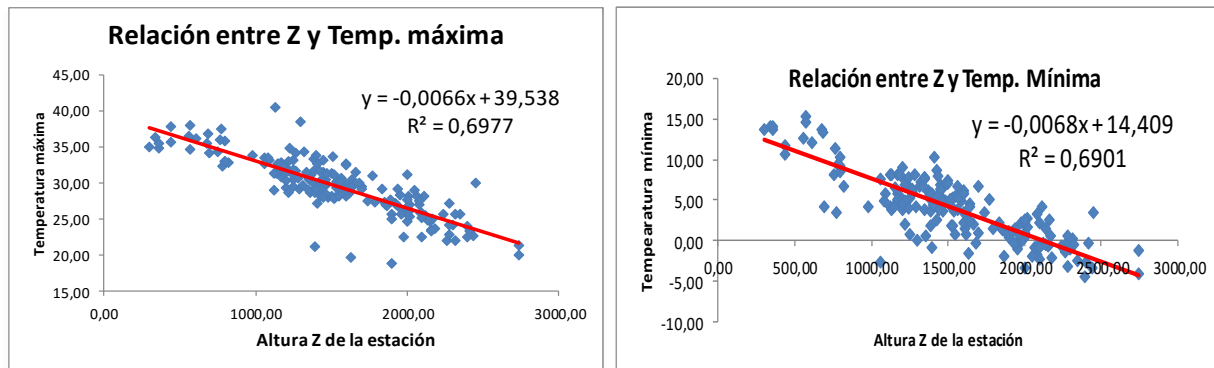 Relación entre Z y Temp. máxima
45,00
40,00
35,00
30,00
25,00
20,00
15,00
y = -0,0066x + 39,538
R² = 0,6977
Temperatura máxima
0,00 1000,00 2000,00 3000,00
Altura Z de la estación
Relación entre Z y Temp. Mínima
20,00
15,00
10,00
5,00
0,00
-5,00
-10,00
y = -0,0068x + 14,409
R² = 0,6901
Tempearatura mínima
0,00 500,00 1000,00 1500,00 2000,00 2500,00 3000,00
Altura Z de la estación